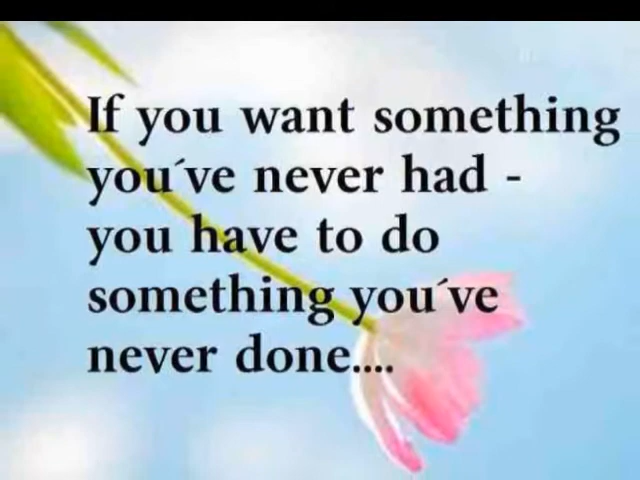 If you want something
you´ve never had -
you have to do
something you´ve
never done....